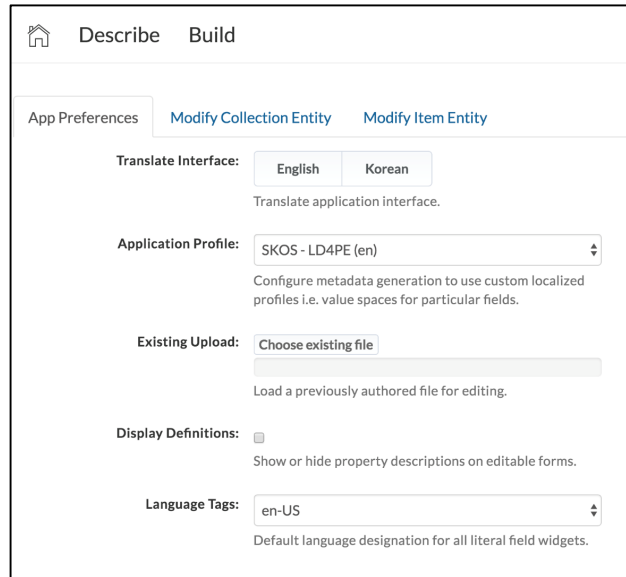 Describe Build
App Preferences Modify Collection Entity Modify Item Entity
Translate Interface: English Korean
Translate application interface.
Application Profile: SKOS - LD4PE (en)
Configure metadata generation to use custom localized
profiles i.e. value spaces for particular fields.
Existing Upload: Choose existing file
Load a previously authored file for editing.
Display Definitions:
Show or hide property descriptions on editable forms.
Language Tags: en-US
Default language designation for all literal field widgets.